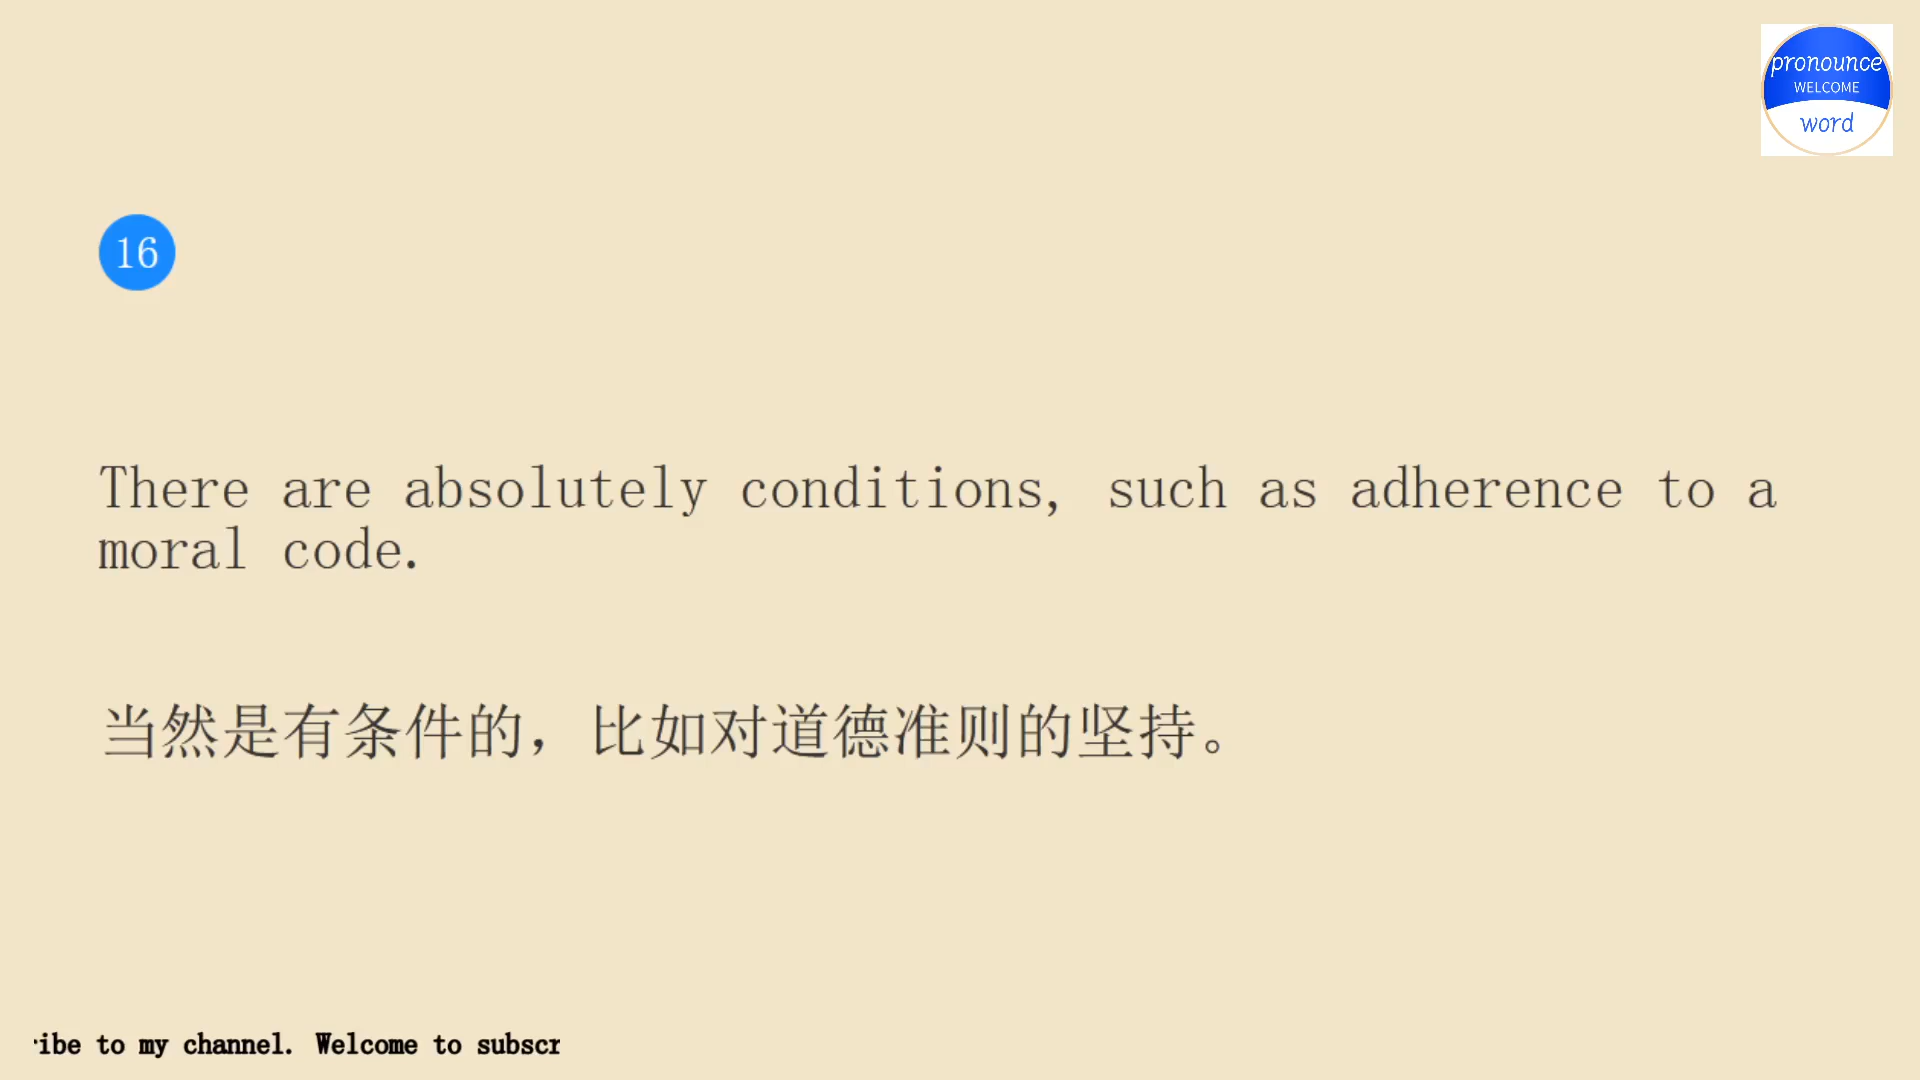 pronounce
WELCOME
word
16
There are absolutely conditions, such as adherence to a
moral code.
当然是有条件的，比如对道德准则的坚持。
ribe to my channel. Welcome to subscr